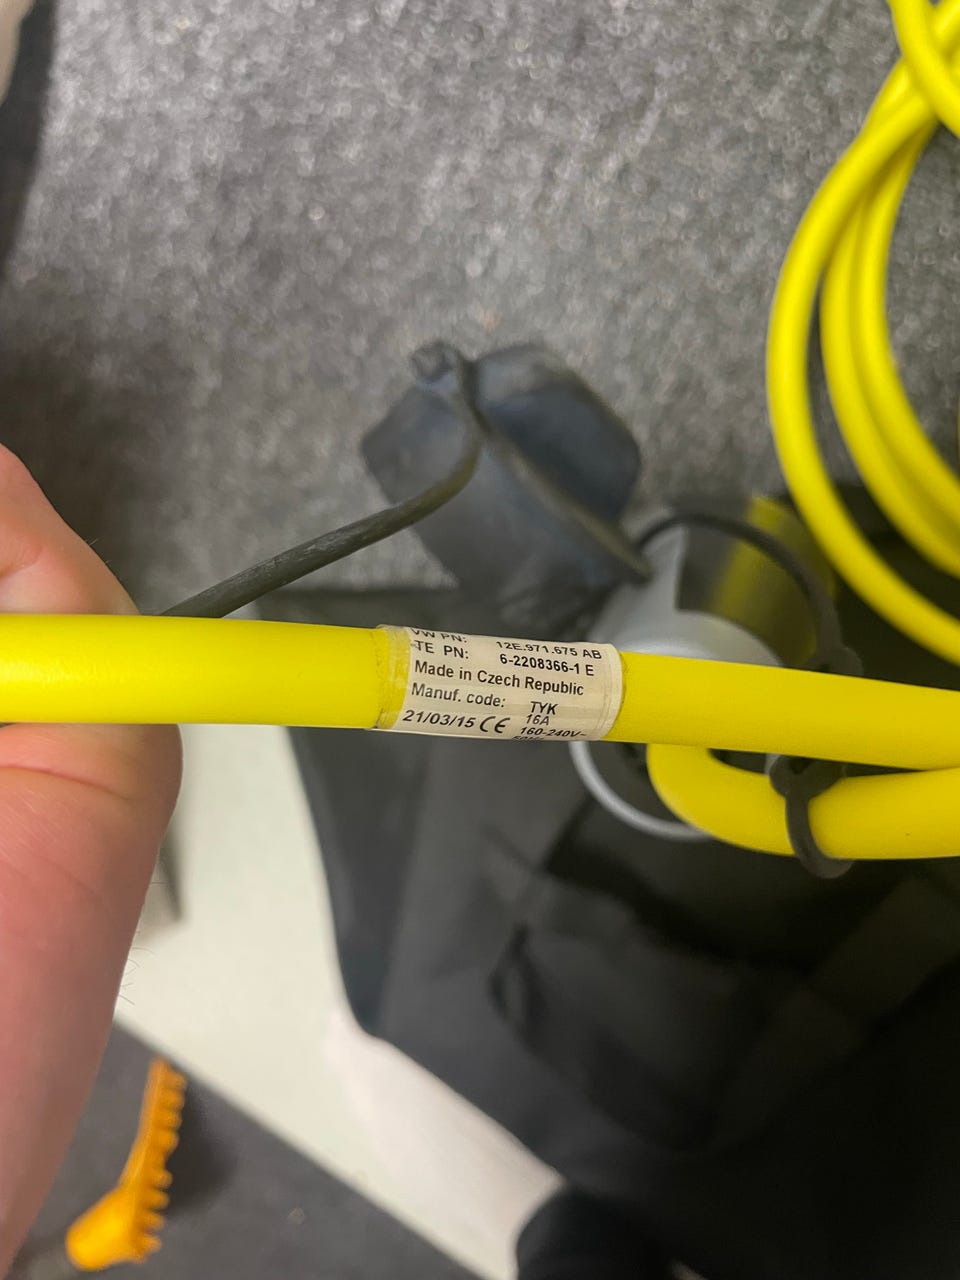 VW PN: 12E.971.675 AB
TE PN: 6-2208366-1 E
Made in Czech Republic
Manuf. code: TYK
21/03/15 CE 16A
160-240V~